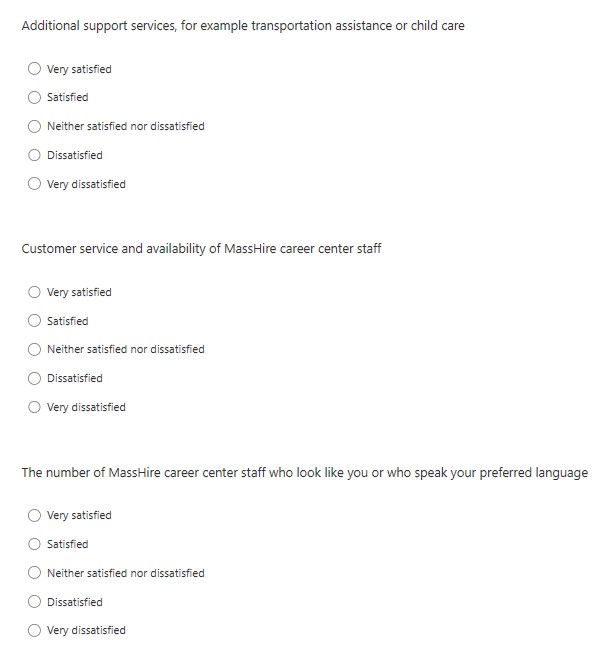 Additional support services, for example transportation assistance or child care
Very satisfied
Satisfied
Neither satisfied nor dissatisfied
Dissatisfied
Very dissatisfied
Customer service and availability of MassHire career center staff
Very satisfied
Satisfied
Neither satisfied nor dissatisfied
Dissatisfied
Very dissatisfied
The number of MassHire career center staff who look like you or who speak your preferred language
Very satisfied
Satisfied
Neither satisfied nor dissatisfied
Dissatisfied
Very dissatisfied